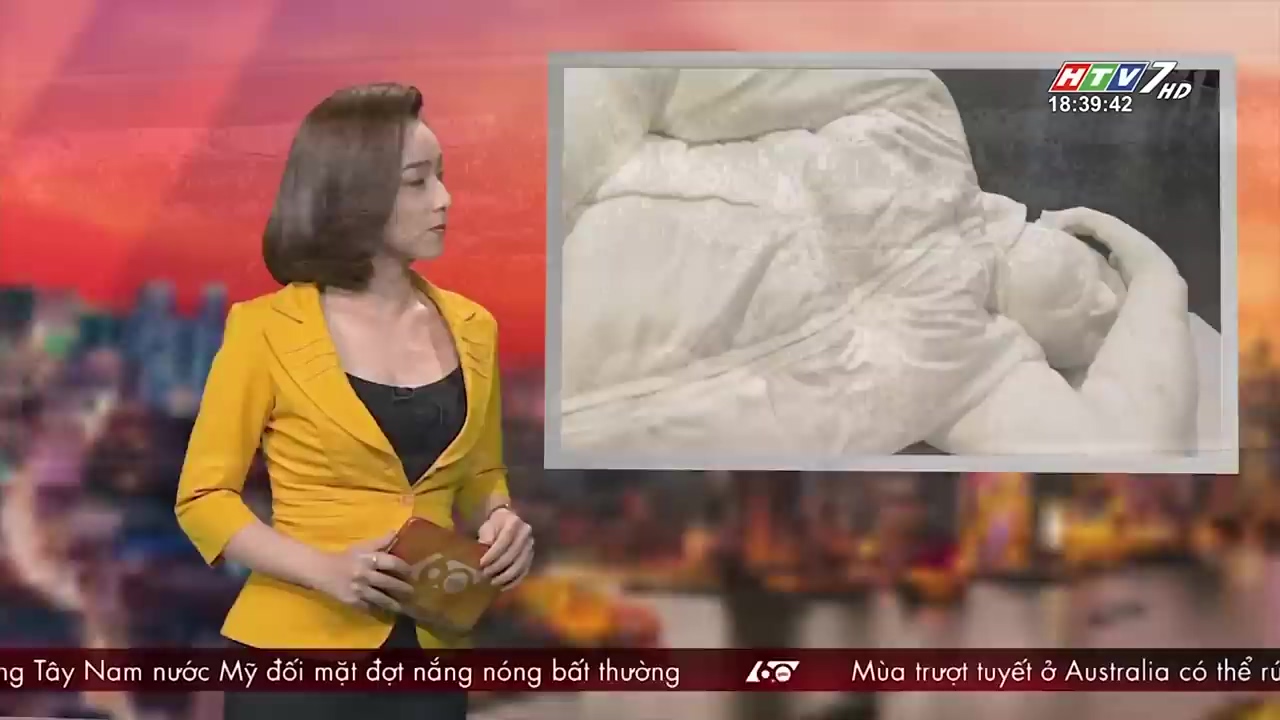 HTV7 HD
18:39:42
Tây Nam nước Mỹ đối mặt đợt nắng nóng bất thường
60
Mùa trượt tuyết ở Australia có thể